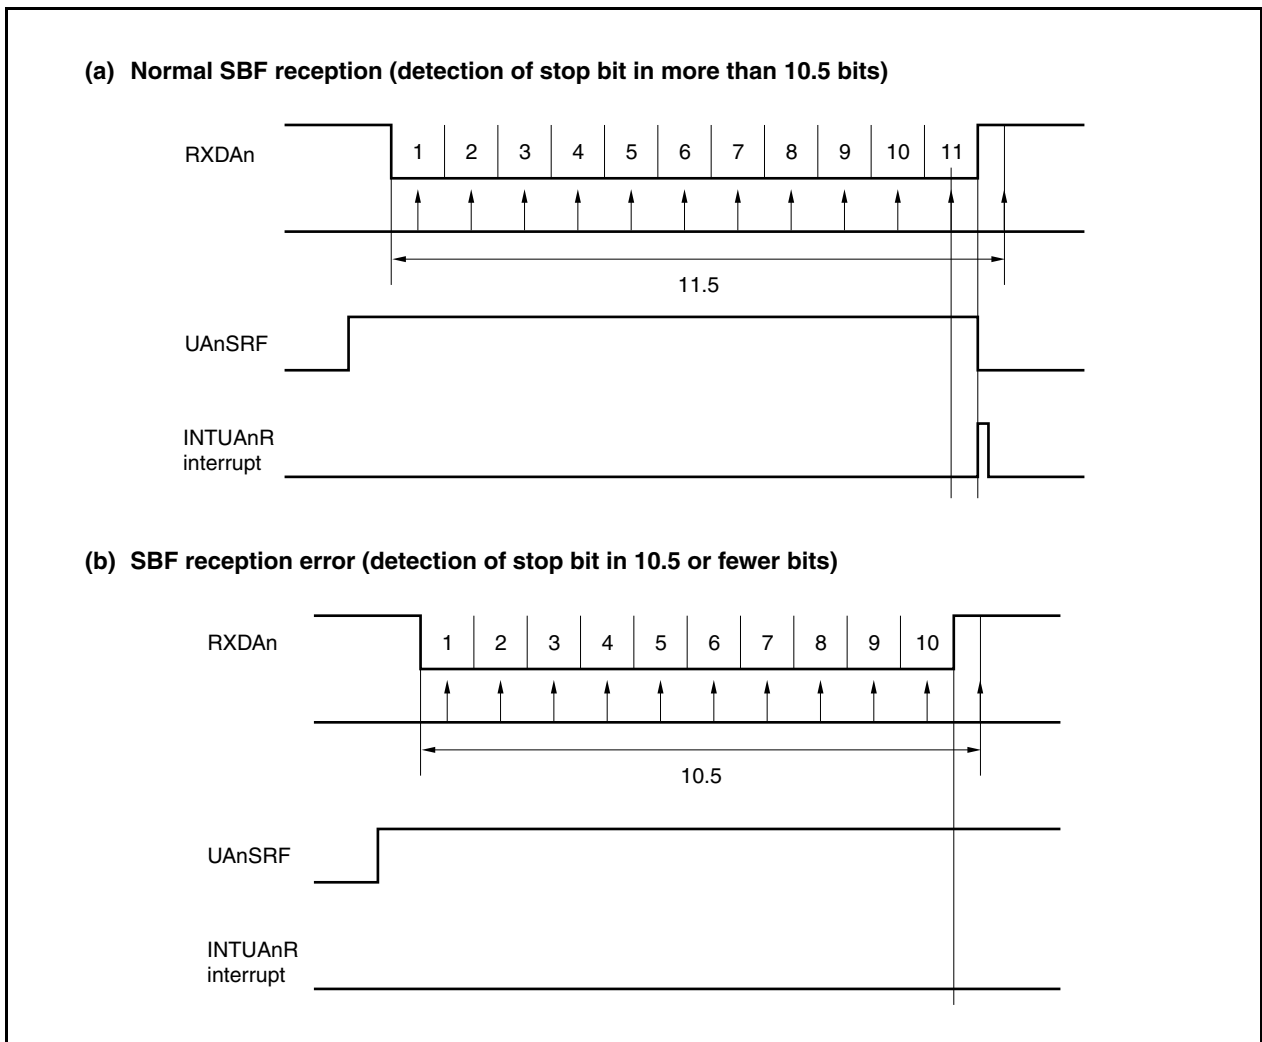 (a) Normal SBF reception (detection of stop bit in more than 10.5 bits)
RXDAn
1 2 3 4 5 6 7 8 9 10 11
11.5
UAnSRF
INTUAnR
interrupt
(b) SBF reception error (detection of stop bit in 10.5 or fewer bits)
RXDAn
1 2 3 4 5 6 7 8 9 10
10.5
UAnSRF
INTUAnR
interrupt